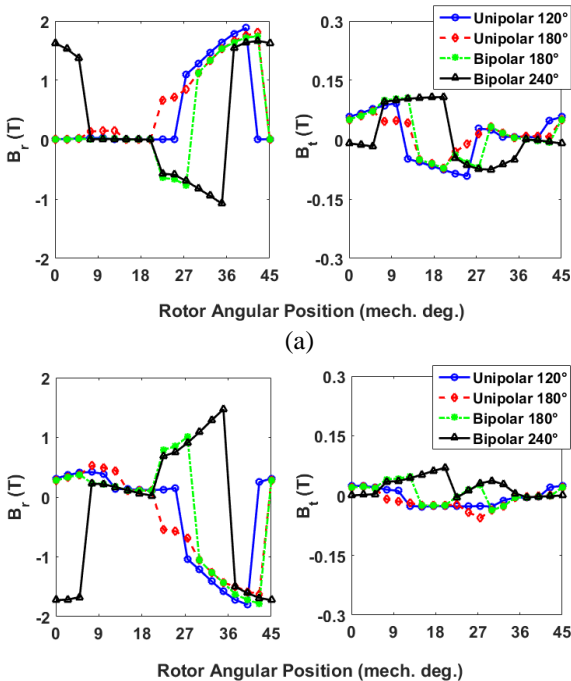 B_r (T)
2
1
0
-1
-2
0 9 18 27 36 45
B_t (T)
0.3
0.15
0
-0.15
-0.3
0 9 18 27 36 45
Unipolar 120°
Unipolar 180°
Bipolar 180°
Bipolar 240°
Rotor Angular Position (mech. deg.)
(a)
B_r (T)
2
1
0
-1
-2
0 9 18 27 36 45
B_t (T)
0.3
0.15
0
-0.15
-0.3
0 9 18 27 36 45
Unipolar 120°
Unipolar 180°
Bipolar 180°
Bipolar 240°
Rotor Angular Position (mech. deg.)